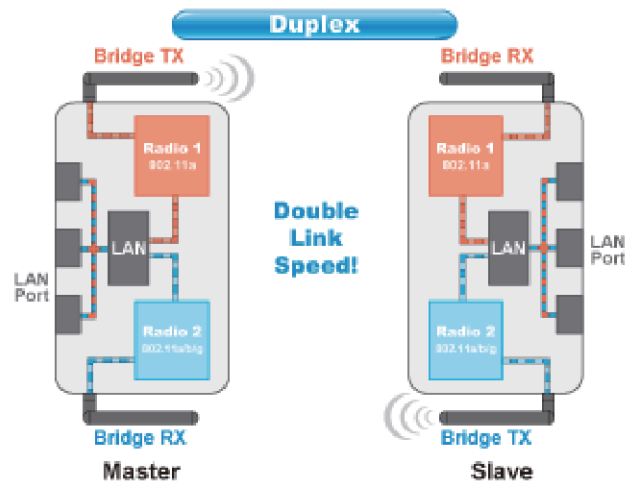 Duplex
Bridge TX
Bridge RX
Radio 1
802.11a
Radio 1
802.11a
Double
Link
Speed!
LAN
LAN
LAN
Port
LAN
Port
Radio 2
802.11a/b/g
Radio 2
802.11a/b/g
Bridge RX
Bridge TX
Master
Slave